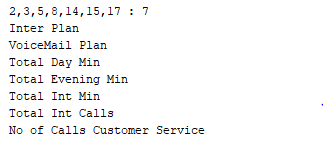 2,3,5,8,14,15,17 : 7
Inter Plan
VoiceMail Plan
Total Day Min
Total Evening Min
Total Int Min
Total Int Calls
No of Calls Customer Service